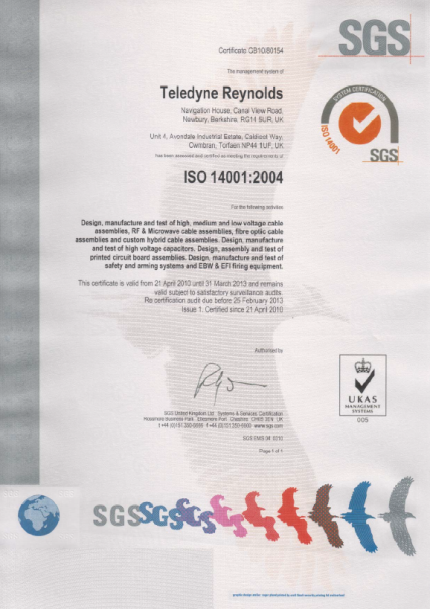 SGS
Certificate GB10/80154
The management system of
Teledyne Reynolds
Navigation House, Canal View Road,
Newbury, Berkshire, RG14 5UR, UK
Unit 4, Avondale Industrial Estate, Caldicot Way,
Cwmbran, Torfaen NP44 1UF, UK
has been assessed and certified as meeting the requirements of
ISO 14001:2004
For the following activities
Design, manufacture and test of high, medium and low voltage cable
assemblies, RF & Microwave cable assemblies, fibre optic cable
assemblies and custom hybrid cable assemblies. Design, manufacture
and test of high voltage capacitors. Design, assembly and test of
printed circuit board assemblies. Design, manufacture and test of
safety and arming systems and EBW & EFI firing equipment.
This certificate is valid from 21 April 2010 until 31 March 2013 and remains
valid subject to satisfactory surveillance audits.
Re certification audit due before 25 February 2013
Issue 1. Certified since 21 April 2010
Authorised by
SGS United Kingdom Ltd Systems & Services Certification
Rossmore Business Park Ellesmere Port Cheshire CH65 3EN UK
t +44 (0)151 350-6666 f +44 (0)151 350-6600 www.sgs.com
SGS EMS 04 0210
Page 1 of 1
SYSTEM CERTIFICATION
ISO 14001
SGS
UKAS
MANAGEMENT
SYSTEMS
005
SGSSGSSGS